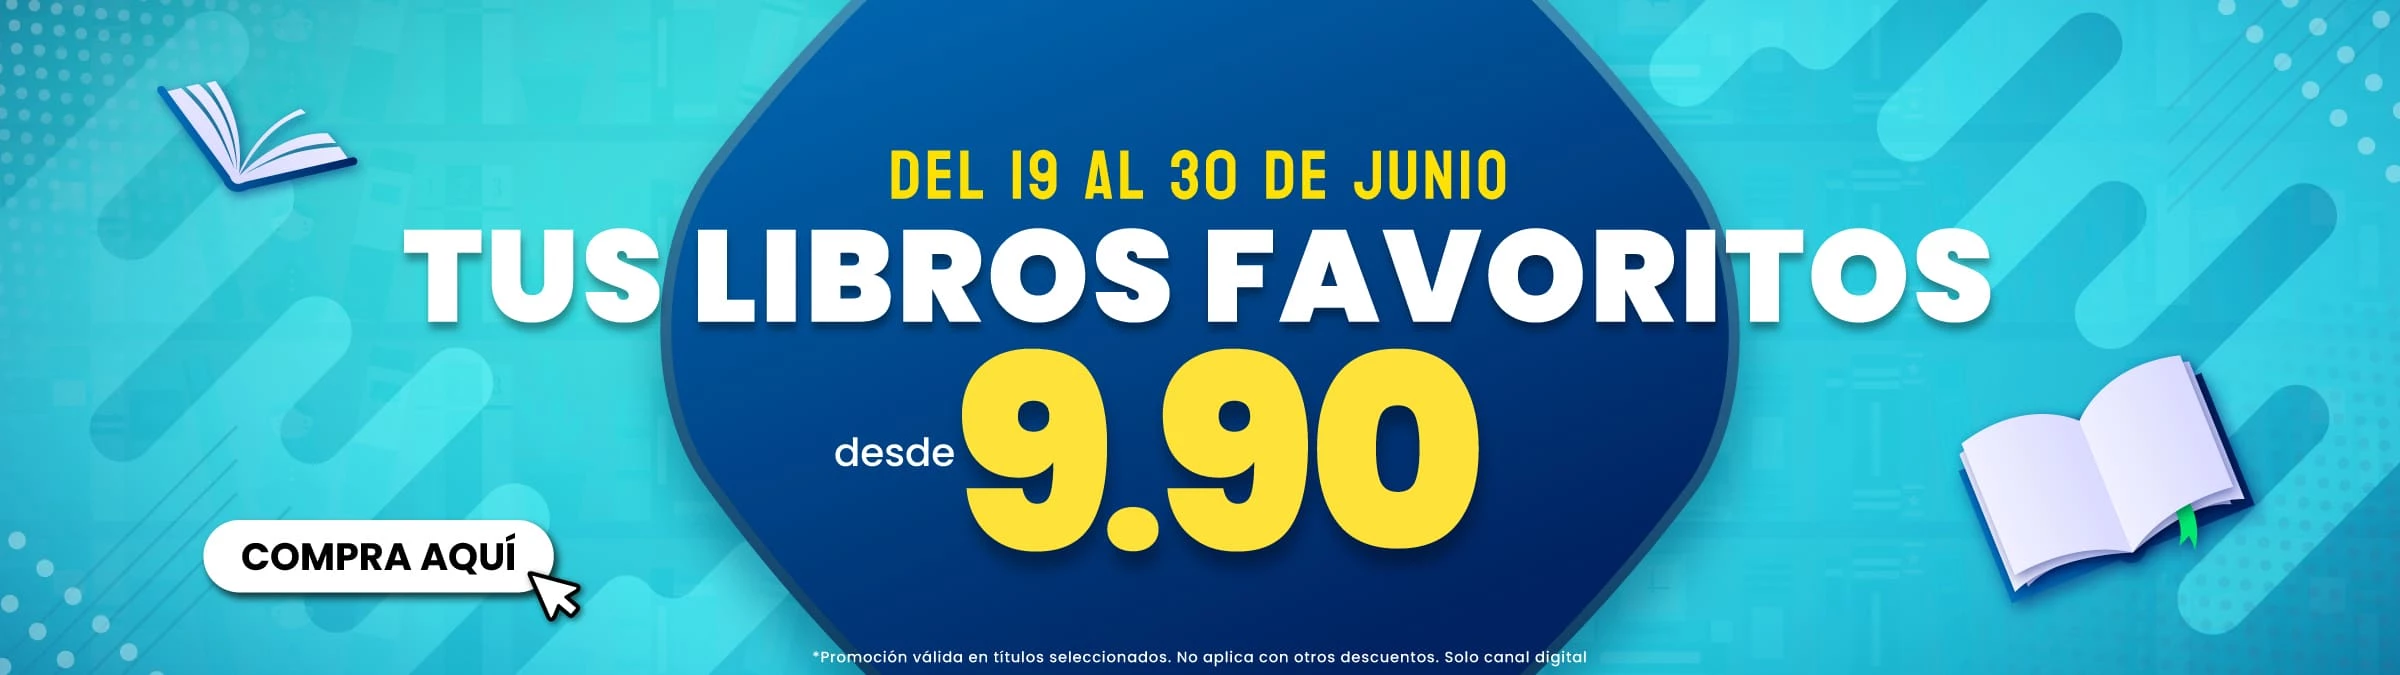 DEL 19 AL 30 DE JUNIO
TUS LIBROS FAVORITOS
desde 9.90
COMPRA AQUÍ
*Promoción válida en títulos seleccionados. No aplica con otros descuentos. Solo canal digital